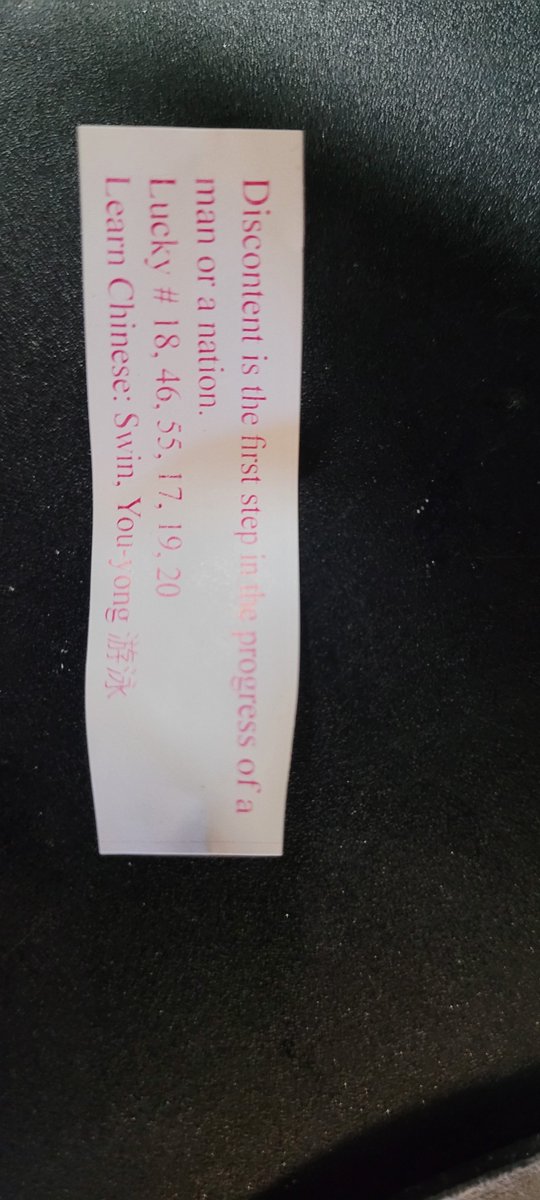 Discontent is the first step in the progress of a
man or a nation.
Lucky # 18, 46, 55, 17, 19, 20
Learn Chinese: Swin, You-yong 游泳